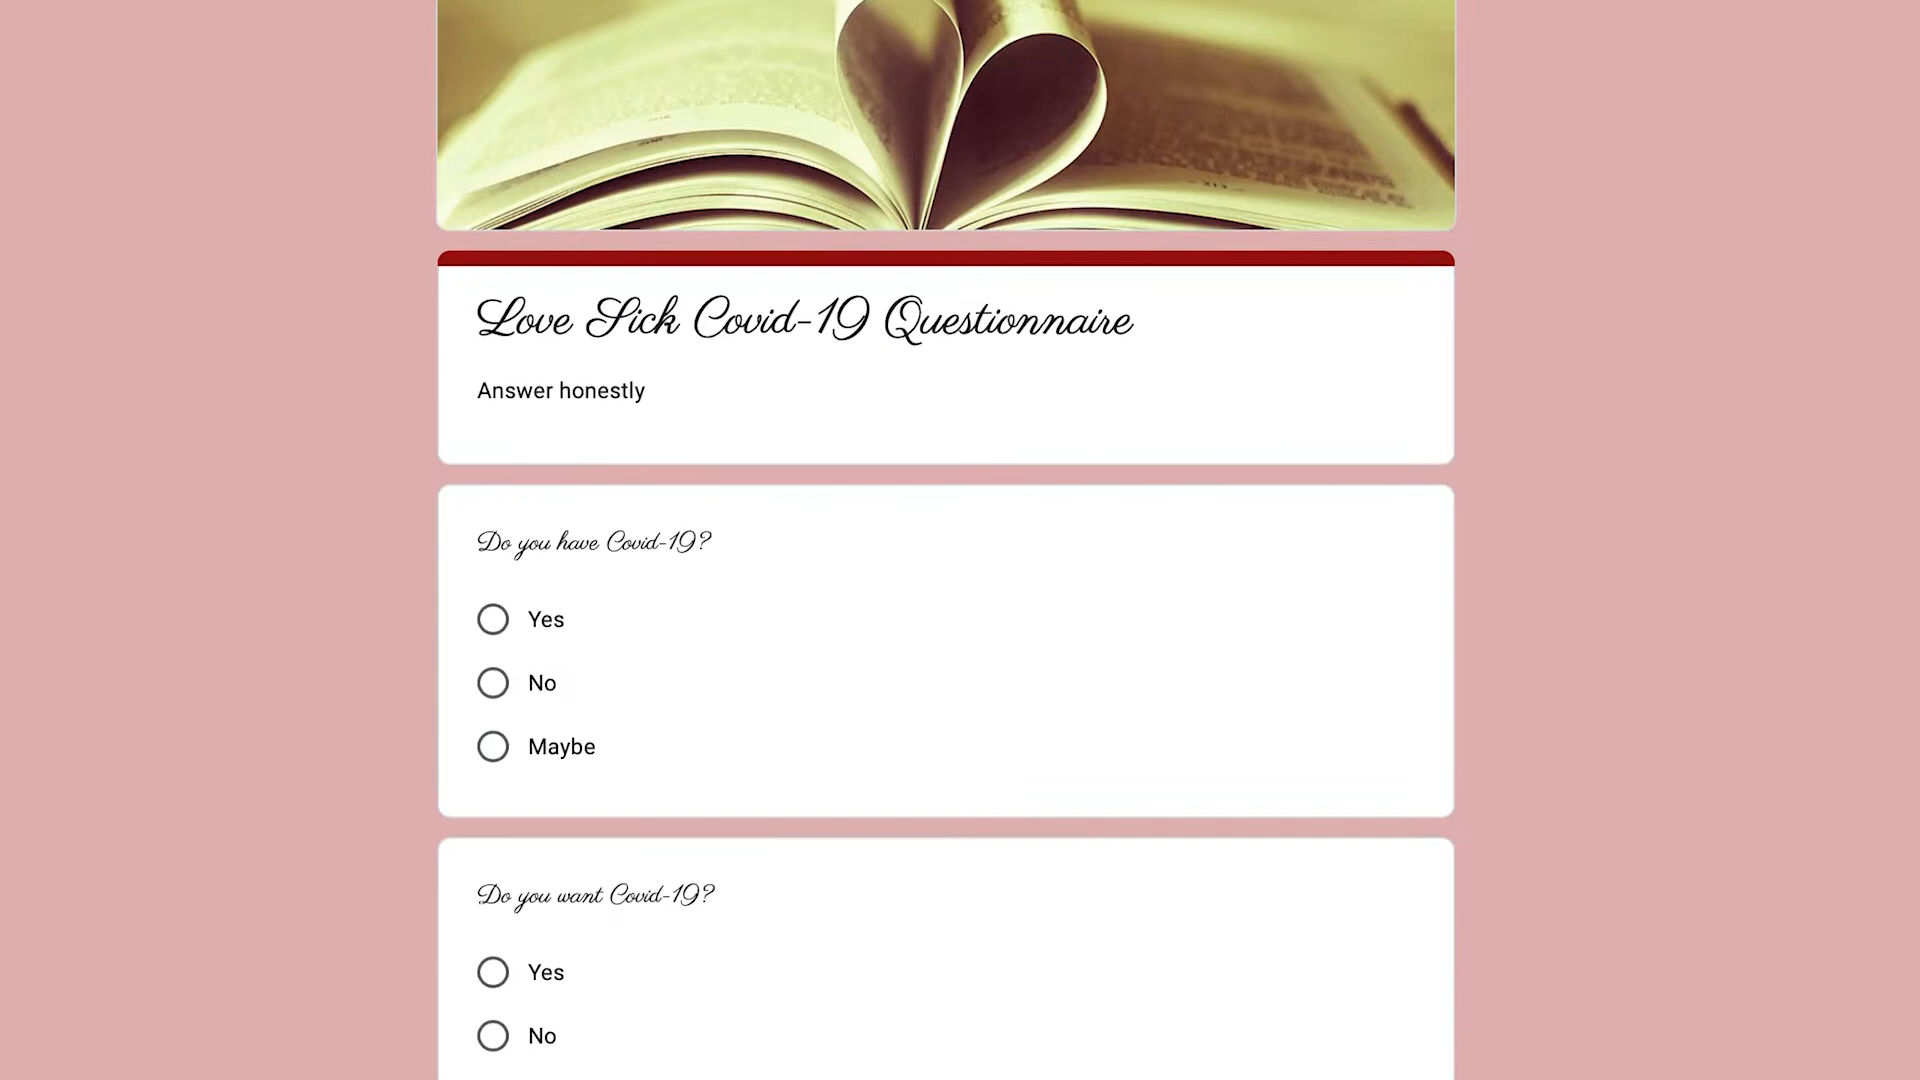 Love Sick Covid-19 Questionnaire
Answer honestly
Do you have Covid-19?
Yes
No
Maybe
Do you want Covid-19?
Yes
No